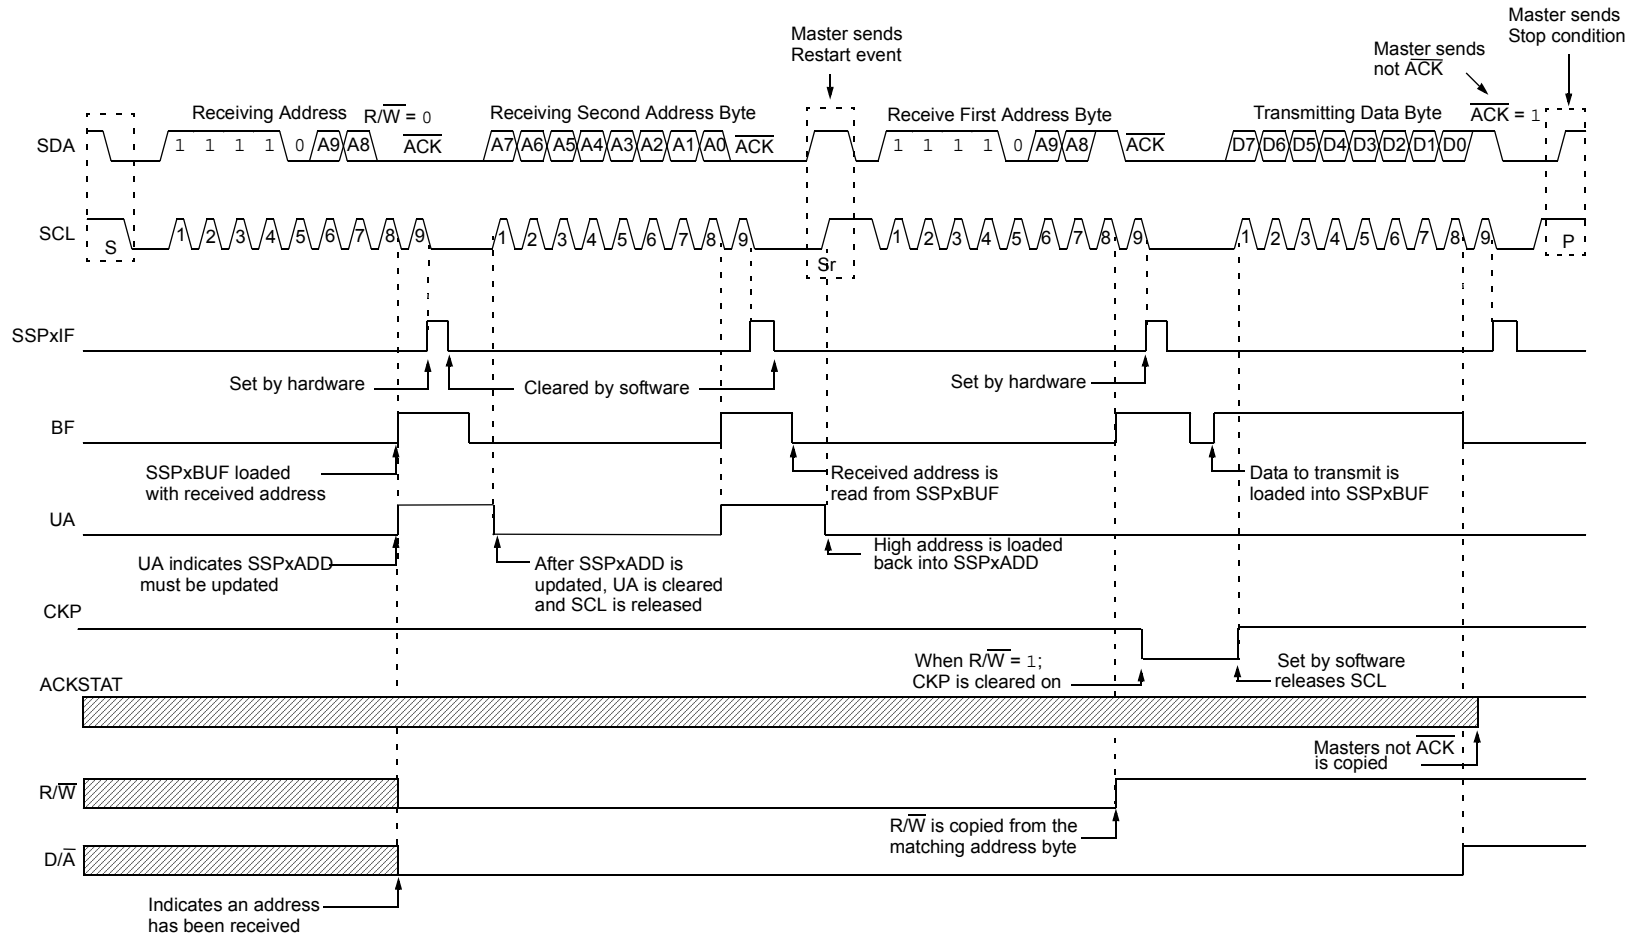 Master sends
Stop condition
Master sends
Restart event
Master sends
not ACK
Receiving Address R/W = 0
Receiving Second Address Byte
Receive First Address Byte
Transmitting Data Byte
ACK = 1
SDA
1 1 1 1 0 A9 A8 ACK
A7 A6 A5 A4 A3 A2 A1 A0 ACK
1 1 1 1 0 A9 A8 ACK
D7 D6 D5 D4 D3 D2 D1 D0
SCL
S
1 2 3 4 5 6 7 8 9
1 2 3 4 5 6 7 8 9
Sr
1 2 3 4 5 6 7 8 9
1 2 3 4 5 6 7 8 9
P
SSPxIF
Set by hardware
Cleared by software
Set by hardware
BF
SSPxBUF loaded
with received address
Received address is
read from SSPxBUF
Data to transmit is
loaded into SSPxBUF
UA
UA indicates SSPxADD
must be updated
After SSPxADD is
updated, UA is cleared
and SCL is released
High address is loaded
back into SSPxADD
CKP
When R/W = 1;
CKP is cleared on
Set by software
releases SCL
ACKSTAT
Masters not ACK
is copied
R/W
R/W is copied from the
matching address byte
D/A
Indicates an address
has been received